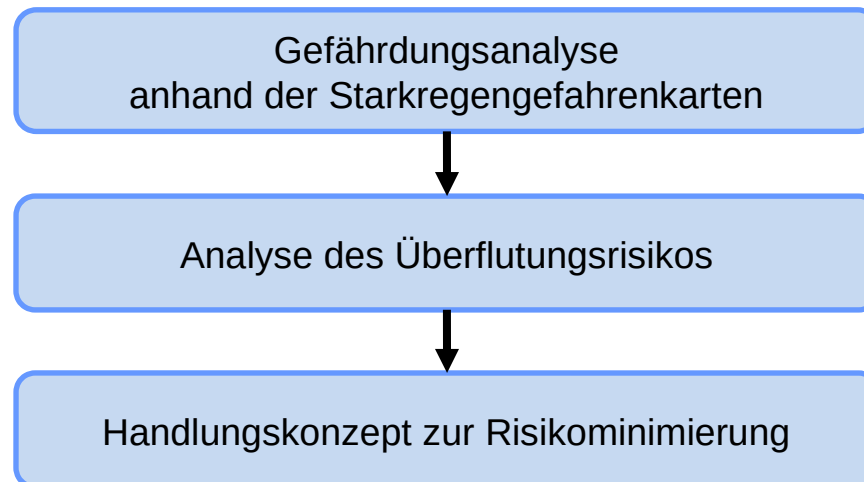 Gefährdungsanalyse
anhand der Starkregengefahrenkarten
Analyse des Überflutungsrisikos
Handlungskonzept zur Risikominimierung